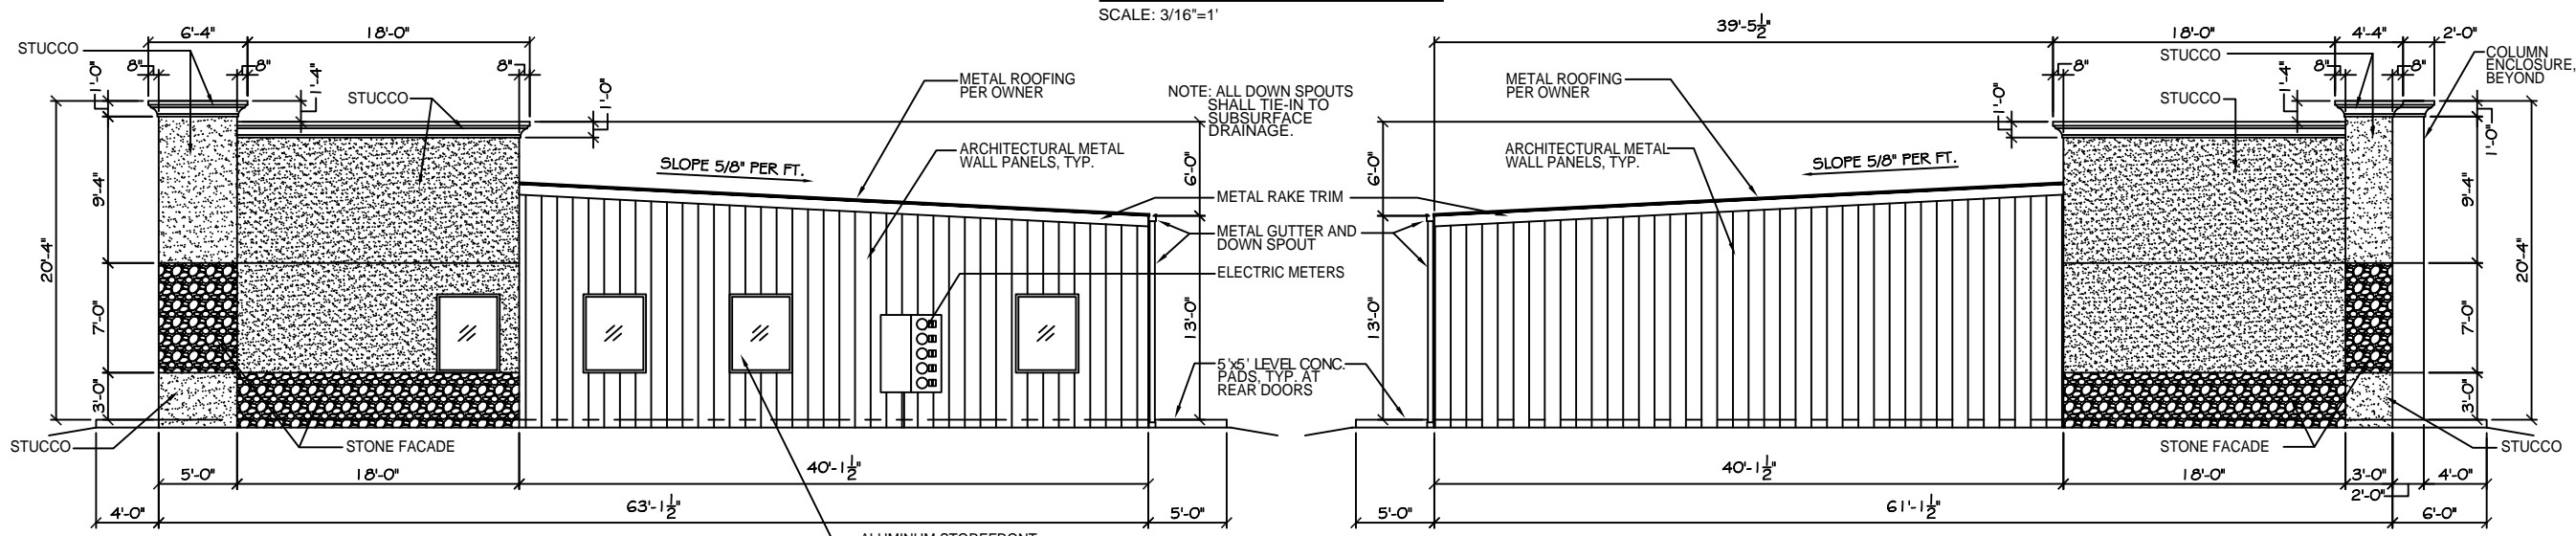 SCALE: 3/16"=1'
6'-4"
18'-0"
STUCCO
8"
8"
8"
1'-0"
1'-4"
STUCCO
1'-0"
METAL ROOFING
PER OWNER
NOTE: ALL DOWN SPOUTS
SHALL TIE-IN TO
SUBSURFACE
DRAINAGE.
ARCHITECTURAL METAL
WALL PANELS, TYP.
SLOPE 5/8" PER FT.
6'-0"
9'-4"
20'-4"
7'-0"
3'-0"
13'-0"
METAL RAKE TRIM
METAL GUTTER AND
DOWN SPOUT
ELECTRIC METERS
5'x5' LEVEL CONC.
PADS, TYP. AT
REAR DOORS
STUCCO
STONE FACADE
5'-0"
18'-0"
40'-1 1/2"
4'-0"
63'-1 1/2"
5'-0"
ALUMINUM STOREFRONT
39'-5 1/2"
18'-0"
4'-4"
2'-0"
STUCCO
COLUMN
ENCLOSURE,
BEYOND
8"
8"
8"
METAL ROOFING
PER OWNER
1'-4"
STUCCO
1'-0"
1'-0"
ARCHITECTURAL METAL
WALL PANELS, TYP.
SLOPE 5/8" PER FT.
6'-0"
9'-4"
20'-4"
13'-0"
7'-0"
3'-0"
STONE FACADE
STUCCO
40'-1 1/2"
18'-0"
3'-0"
2'-0"
4'-0"
5'-0"
61'-1 1/2"
6'-0"